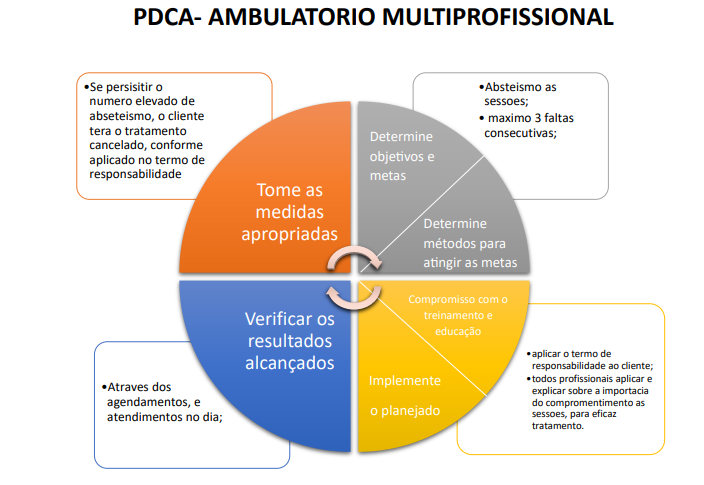 PDCA- AMBULATORIO MULTIPROFISSIONAL
•Se persisitir o
numero elevado de
abseteismo, o cliente
tera o tratamento
cancelado, conforme
aplicado no termo de
responsabilidade
•Absteismo as
sessoes;
• maximo 3 faltas
consecutivas;
Tome as
medidas
apropriadas
Determine
objetivos e
metas
Determine
métodos para
atingir as metas
Verificar os
resultados
alcançados
Compromisso com o
treinamento e
educação
Implemente
o planejado
•Atraves dos
agendamentos, e
atendimentos no dia;
•aplicar o termo de
responsabilidade ao cliente;
•todos profissionais aplicar e
explicar sobre a importacia
do compromentimento as
sessoes, para eficaz
tratamento.